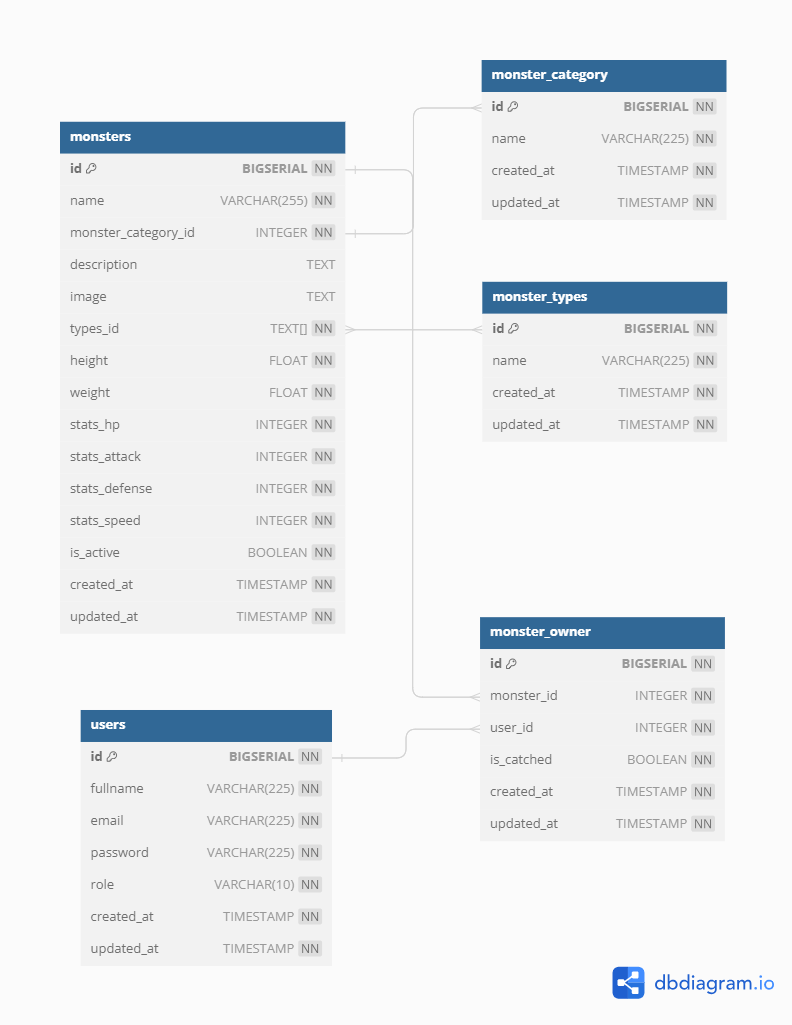 monsters
id BIGSERIAL NN
name VARCHAR(255) NN
monster_category_id INTEGER NN
description TEXT
image TEXT
types_id TEXT[] NN
height FLOAT NN
weight FLOAT NN
stats_hp INTEGER NN
stats_attack INTEGER NN
stats_defense INTEGER NN
stats_speed INTEGER NN
is_active BOOLEAN NN
created_at TIMESTAMP NN
updated_at TIMESTAMP NN
monster_category
id BIGSERIAL NN
name VARCHAR(225) NN
created_at TIMESTAMP NN
updated_at TIMESTAMP NN
monster_types
id BIGSERIAL NN
name VARCHAR(225) NN
created_at TIMESTAMP NN
updated_at TIMESTAMP NN
monster_owner
id BIGSERIAL NN
monster_id INTEGER NN
user_id INTEGER NN
is_catched BOOLEAN NN
created_at TIMESTAMP NN
updated_at TIMESTAMP NN
users
id BIGSERIAL NN
fullname VARCHAR(225) NN
email VARCHAR(225) NN
password VARCHAR(225) NN
role VARCHAR(10) NN
created_at TIMESTAMP NN
updated_at TIMESTAMP NN
dbdiagram.io